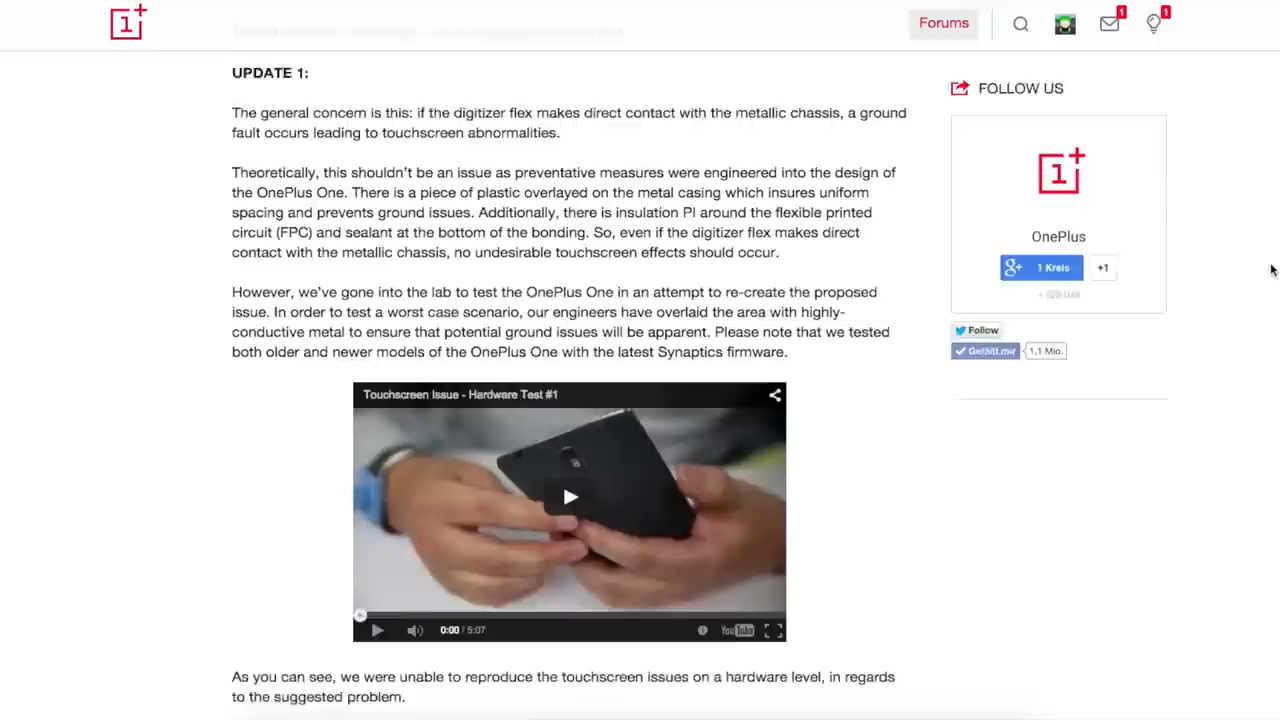 Forums
1
1
UPDATE 1:
The general concern is this: if the digitizer flex makes direct contact with the metallic chassis, a ground
fault occurs leading to touchscreen abnormalities.
Theoretically, this shouldn't be an issue as preventative measures were engineered into the design of
the OnePlus One. There is a piece of plastic overlayed on the metal casing which insures uniform
spacing and prevents ground issues. Additionally, there is insulation PI around the flexible printed
circuit (FPC) and sealant at the bottom of the bonding. So, even if the digitizer flex makes direct
contact with the metallic chassis, no undesirable touchscreen effects should occur.
However, we've gone into the lab to test the OnePlus One in an attempt to re-create the proposed
issue. In order to test a worst case scenario, our engineers have overlaid the area with highly-
conductive metal to ensure that potential ground issues will be apparent. Please note that we tested
both older and newer models of the OnePlus One with the latest Synaptics firmware.
Touchscreen Issue - Hardware Test #1
0:00 / 5:07
YouTube
As you can see, we were unable to reproduce the touchscreen issues on a hardware level, in regards
to the suggested problem.
FOLLOW US
1+
OnePlus
g+ 1 Kreis
+1
Follow
Gefällt mir
1,1 Mio.